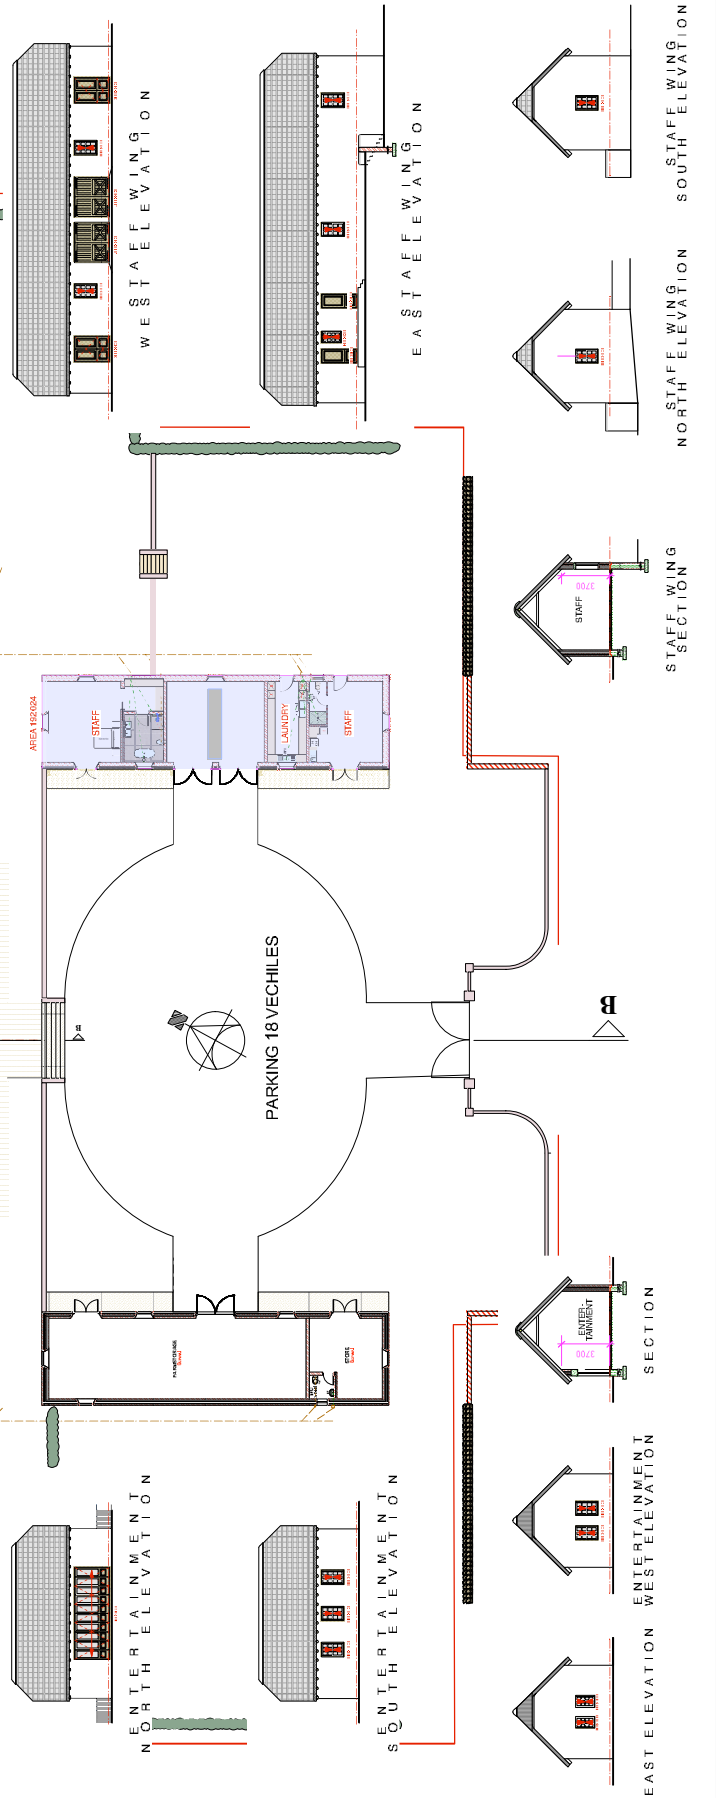 STAFF WING
WEST ELEVATION
STAFF WING
EAST ELEVATION
STAFF WING
SOUTH ELEVATION
STAFF WING
NORTH ELEVATION
3700
STAFF
STAFF WING
SECTION
AREA 192024
STAFF
LAUNDRY
STAFF
PARKING 18 VECHILES
B
B
STORE
ENTER-
TAINMENT
3700
SECTION
ENTERTAINMENT
NORTH ELEVATION
ENTERTAINMENT
SOUTH ELEVATION
ENTERTAINMENT
WEST ELEVATION
EAST ELEVATION